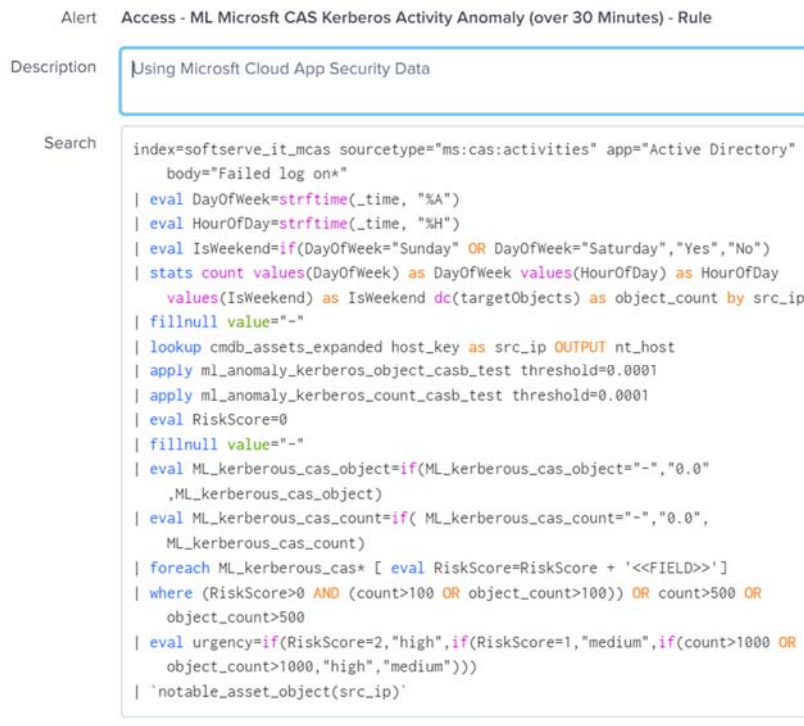 Alert Access - ML Microsft CAS Kerberos Activity Anomaly (over 30 Minutes) - Rule
Description Using Microsft Cloud App Security Data
Search index=softserve_it_mcas sourcetype="ms:cas:activities" app="Active Directory"
body="Failed log on*"
| eval DayOfWeek=strftime(_time, "%A")
| eval HourOfDay=strftime(_time, "%H")
| eval IsWeekend=if(DayOfWeek="Sunday" OR DayOfWeek="Saturday","Yes","No")
| stats count values(DayOfWeek) as DayOfWeek values(HourOfDay) as HourOfDay
values(IsWeekend) as IsWeekend dc(targetObjects) as object_count by src_ip
| fillnull value="-"
| lookup cmdb_assets_expanded host_key as src_ip OUTPUT nt_host
| apply ml_anomaly_kerberos_object_casb_test threshold=0.0001
| apply ml_anomaly_kerberos_count_casb_test threshold=0.0001
| eval RiskScore=0
| fillnull value="-"
| eval ML_kerberous_cas_object=if(ML_kerberous_cas_object="-","0.0"
,ML_kerberous_cas_object)
| eval ML_kerberous_cas_count=if( ML_kerberous_cas_count="-","0.0",
ML_kerberous_cas_count)
| foreach ML_kerberous_cas* [ eval RiskScore=RiskScore + '<<FIELD>>']
| where (RiskScore>0 AND (count>100 OR object_count>100)) OR count>500 OR
object_count>500
| eval urgency=if(RiskScore=2,"high",if(RiskScore=1,"medium",if(count>1000 OR
object_count>1000,"high","medium")))
| `notable_asset_object(src_ip)`